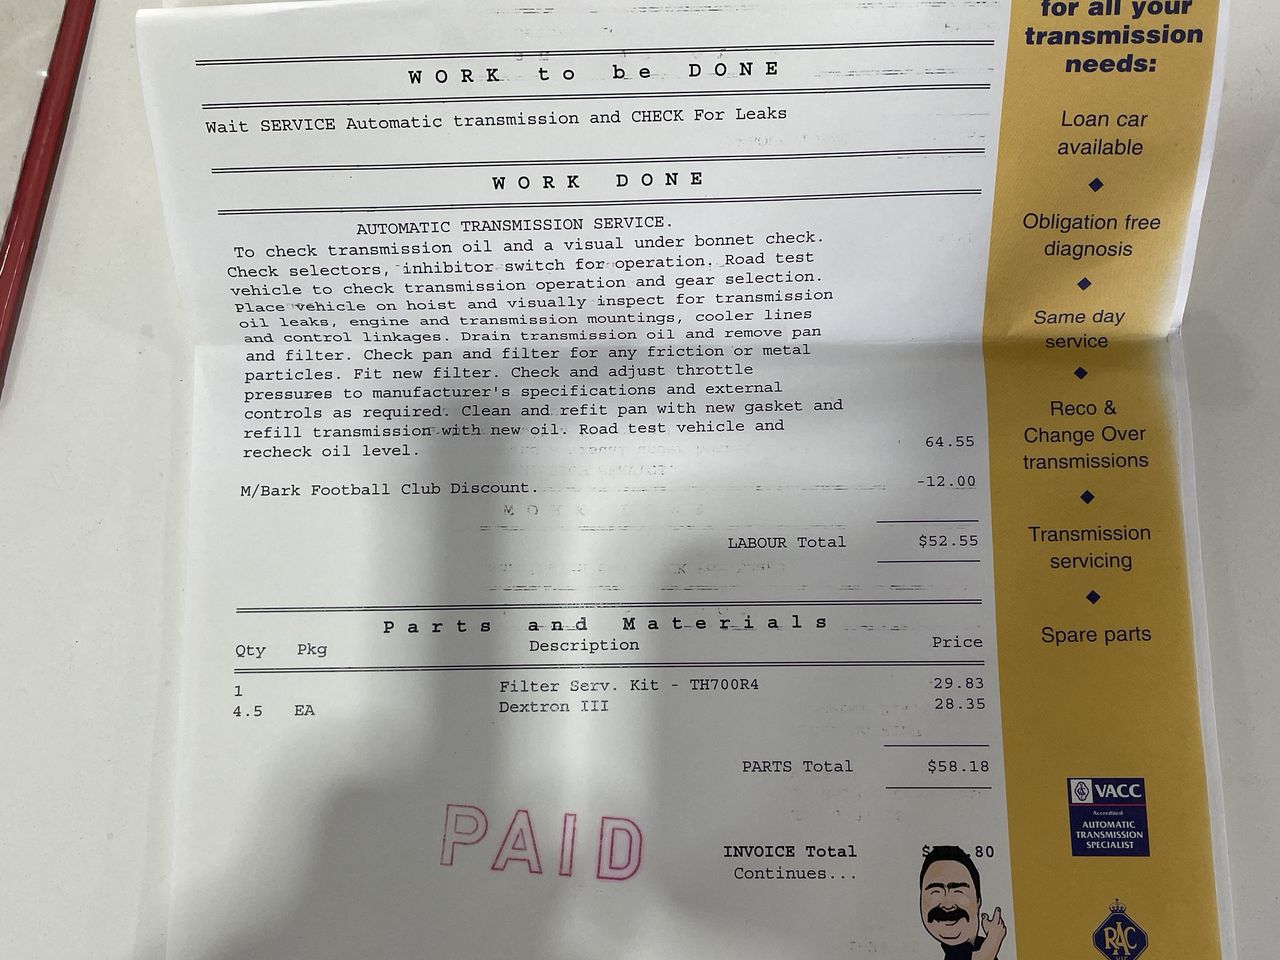 for all your
transmission
needs:
WORK to be DONE
Wait SERVICE Automatic transmission and CHECK For Leaks
WORK DONE
AUTOMATIC TRANSMISSION SERVICE.
To check transmission oil and a visual under bonnet check.
Check selectors, inhibitor switch for operation. Road test
vehicle to check transmission operation and gear selection.
Place vehicle on hoist and visually inspect for transmission
oil leaks, engine and transmission mountings, cooler lines
and control linkages. Drain transmission oil and remove pan
and filter. Check pan and filter for any friction or metal
particles. Fit new filter. Check and adjust throttle
pressures to manufacturer's specifications and external
controls as required. Clean and refit pan with new gasket and
refill transmission with new oil. Road test vehicle and
recheck oil level. 64.55
M/Bark Football Club Discount. -12.00
LABOUR Total $52.55
Parts and Materials
Qty Pkg Description Price
1 Filter Serv. Kit - TH700R4 29.83
4.5 EA Dextron III 28.35
PARTS Total $58.18
PAID
INVOICE Total
Continues...
Loan car
available
Obligation free
diagnosis
Same day
service
Reco &
Change Over
transmissions
Transmission
servicing
Spare parts
VACC
Accredited
AUTOMATIC
TRANSMISSION
SPECIALIST
RAC